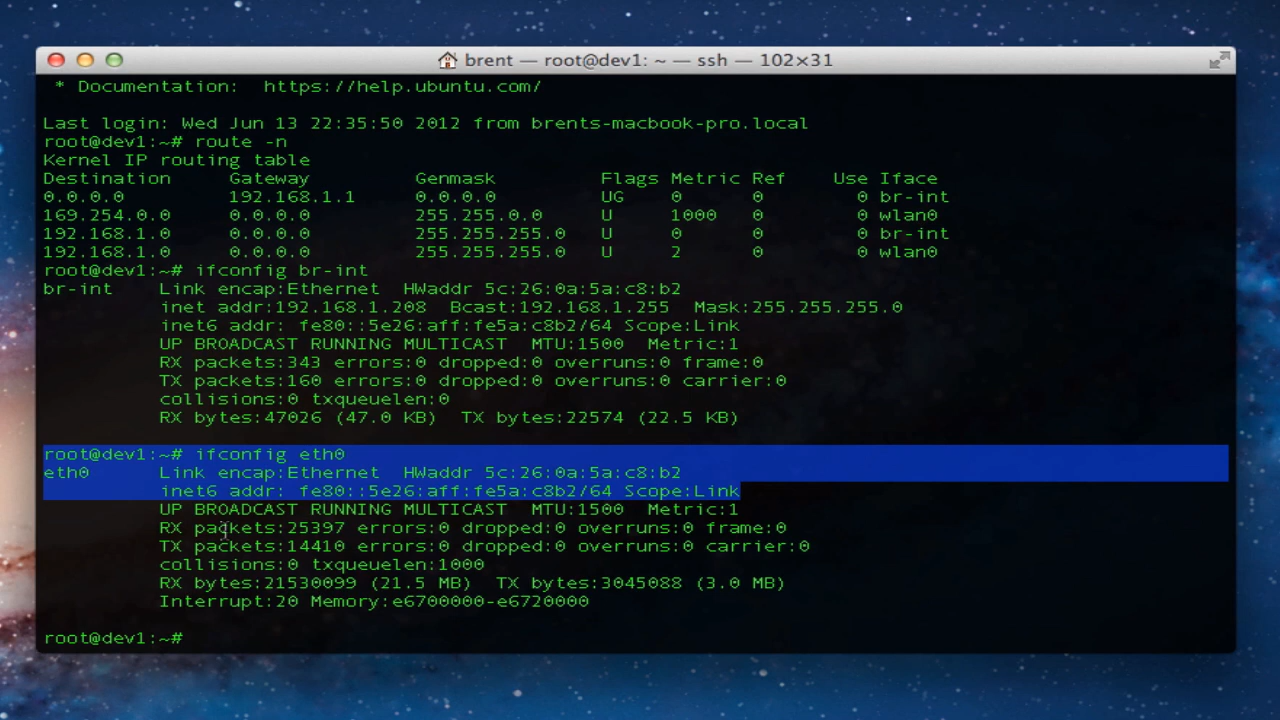 brent — root@dev1: ~ — ssh — 102×31
* Documentation:  https://help.ubuntu.com/
Last login: Wed Jun 13 22:35:50 2012 from brents-macbook-pro.local
root@dev1:~# route -n
Kernel IP routing table
Destination     Gateway         Genmask         Flags Metric Ref    Use Iface
0.0.0.0         192.168.1.1     0.0.0.0         UG    0      0        0 br-int
169.254.0.0     0.0.0.0         255.255.0.0     U     1000   0        0 wlan0
192.168.1.0     0.0.0.0         255.255.255.0   U     0      0        0 br-int
192.168.1.0     0.0.0.0         255.255.255.0   U     2      0        0 wlan0
root@dev1:~# ifconfig br-int
br-int    Link encap:Ethernet  HWaddr 5c:26:0a:5a:c8:b2
          inet addr:192.168.1.208  Bcast:192.168.1.255  Mask:255.255.255.0
          inet6 addr: fe80::5e26:aff:fe5a:c8b2/64 Scope:Link
          UP BROADCAST RUNNING MULTICAST  MTU:1500  Metric:1
          RX packets:343 errors:0 dropped:0 overruns:0 frame:0
          TX packets:160 errors:0 dropped:0 overruns:0 carrier:0
          collisions:0 txqueuelen:0
          RX bytes:47026 (47.0 KB)  TX bytes:22574 (22.5 KB)
root@dev1:~# ifconfig eth0
eth0      Link encap:Ethernet  HWaddr 5c:26:0a:5a:c8:b2
          inet6 addr: fe80::5e26:aff:fe5a:c8b2/64 Scope:Link
          UP BROADCAST RUNNING MULTICAST  MTU:1500  Metric:1
          RX packets:25397 errors:0 dropped:0 overruns:0 frame:0
          TX packets:14410 errors:0 dropped:0 overruns:0 carrier:0
          collisions:0 txqueuelen:1000
          RX bytes:21530099 (21.5 MB)  TX bytes:3045088 (3.0 MB)
          Interrupt:20 Memory:e6700000-e6720000
root@dev1:~#